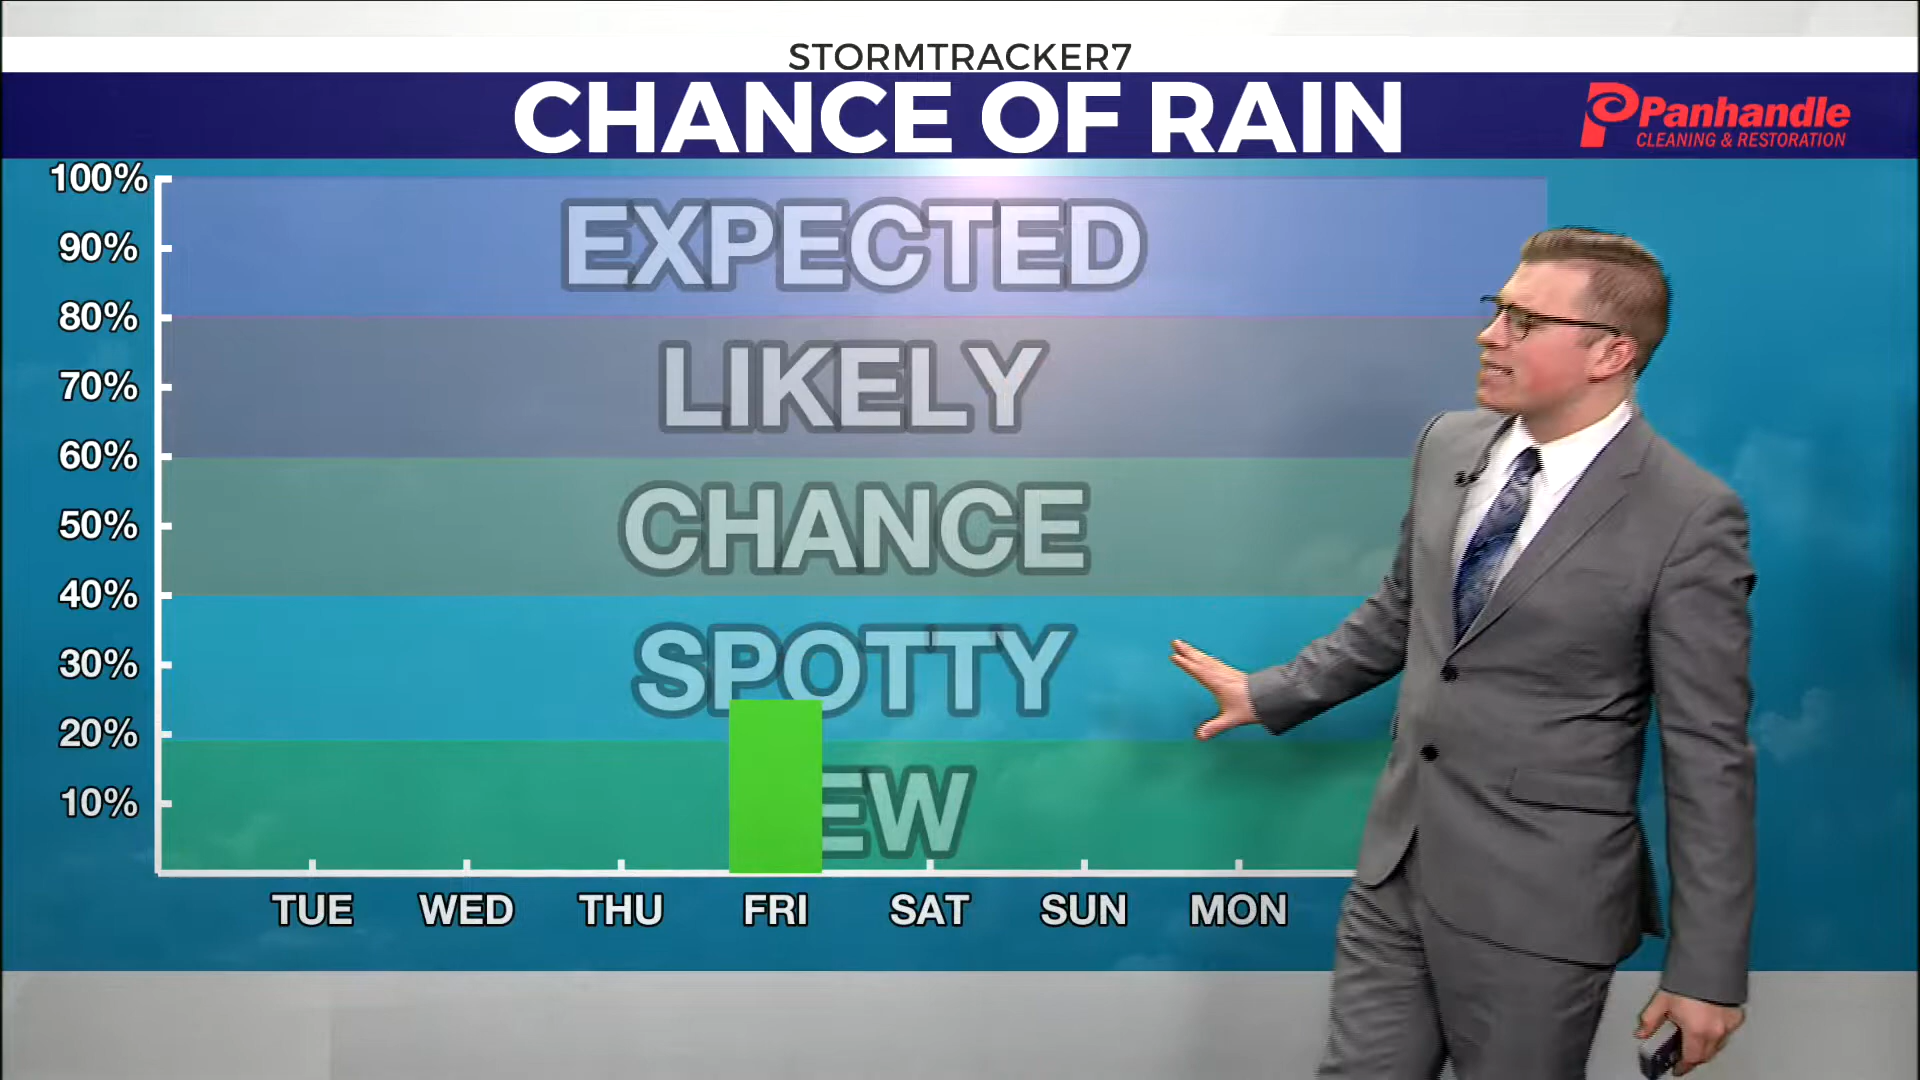 STORMTRACKER7
CHANCE OF RAIN
Panhandle
CLEANING & RESTORATION
100%
90%
80%
70%
60%
50%
40%
30%
20%
10%
EXPECTED
LIKELY
CHANCE
SPOTTY
EW
TUE WED THU FRI SAT SUN MON